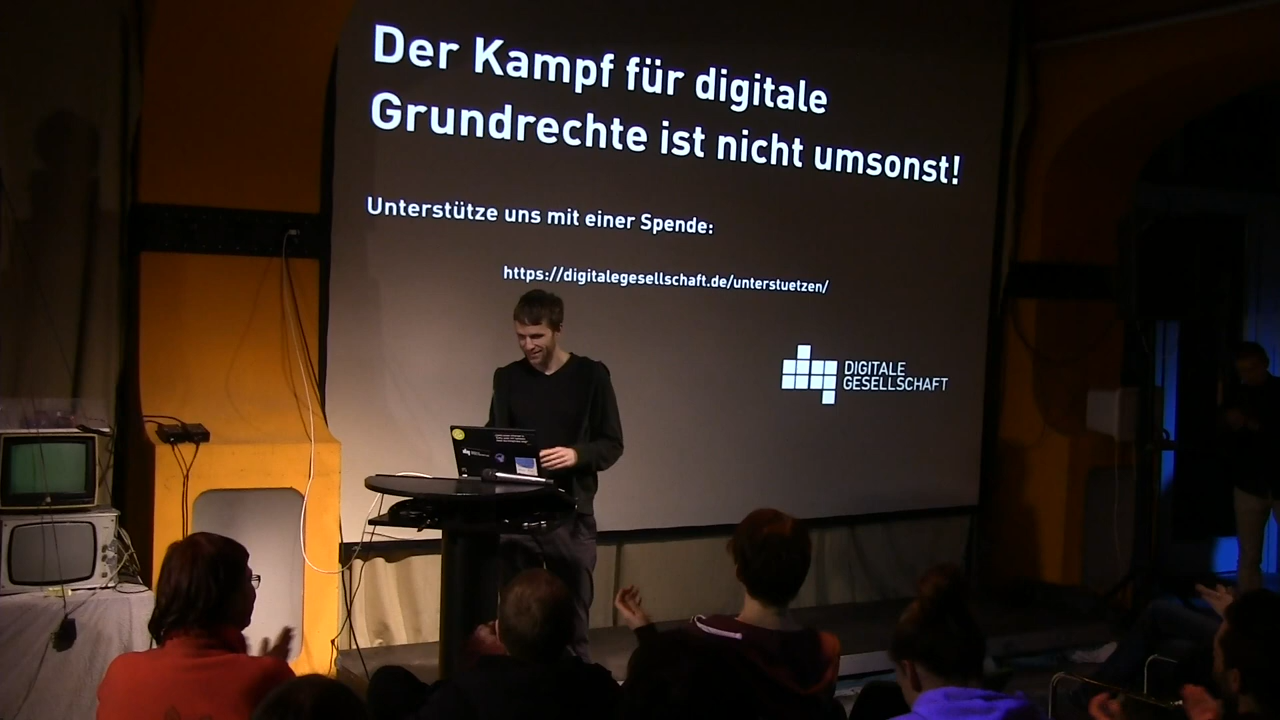 Der Kampf für digitale
Grundrechte ist nicht umsonst!
Unterstütze uns mit einer Spende:
https://digitalegesellschaft.de/unterstuetzen/
DIGITALE
GESELLSCHAFT